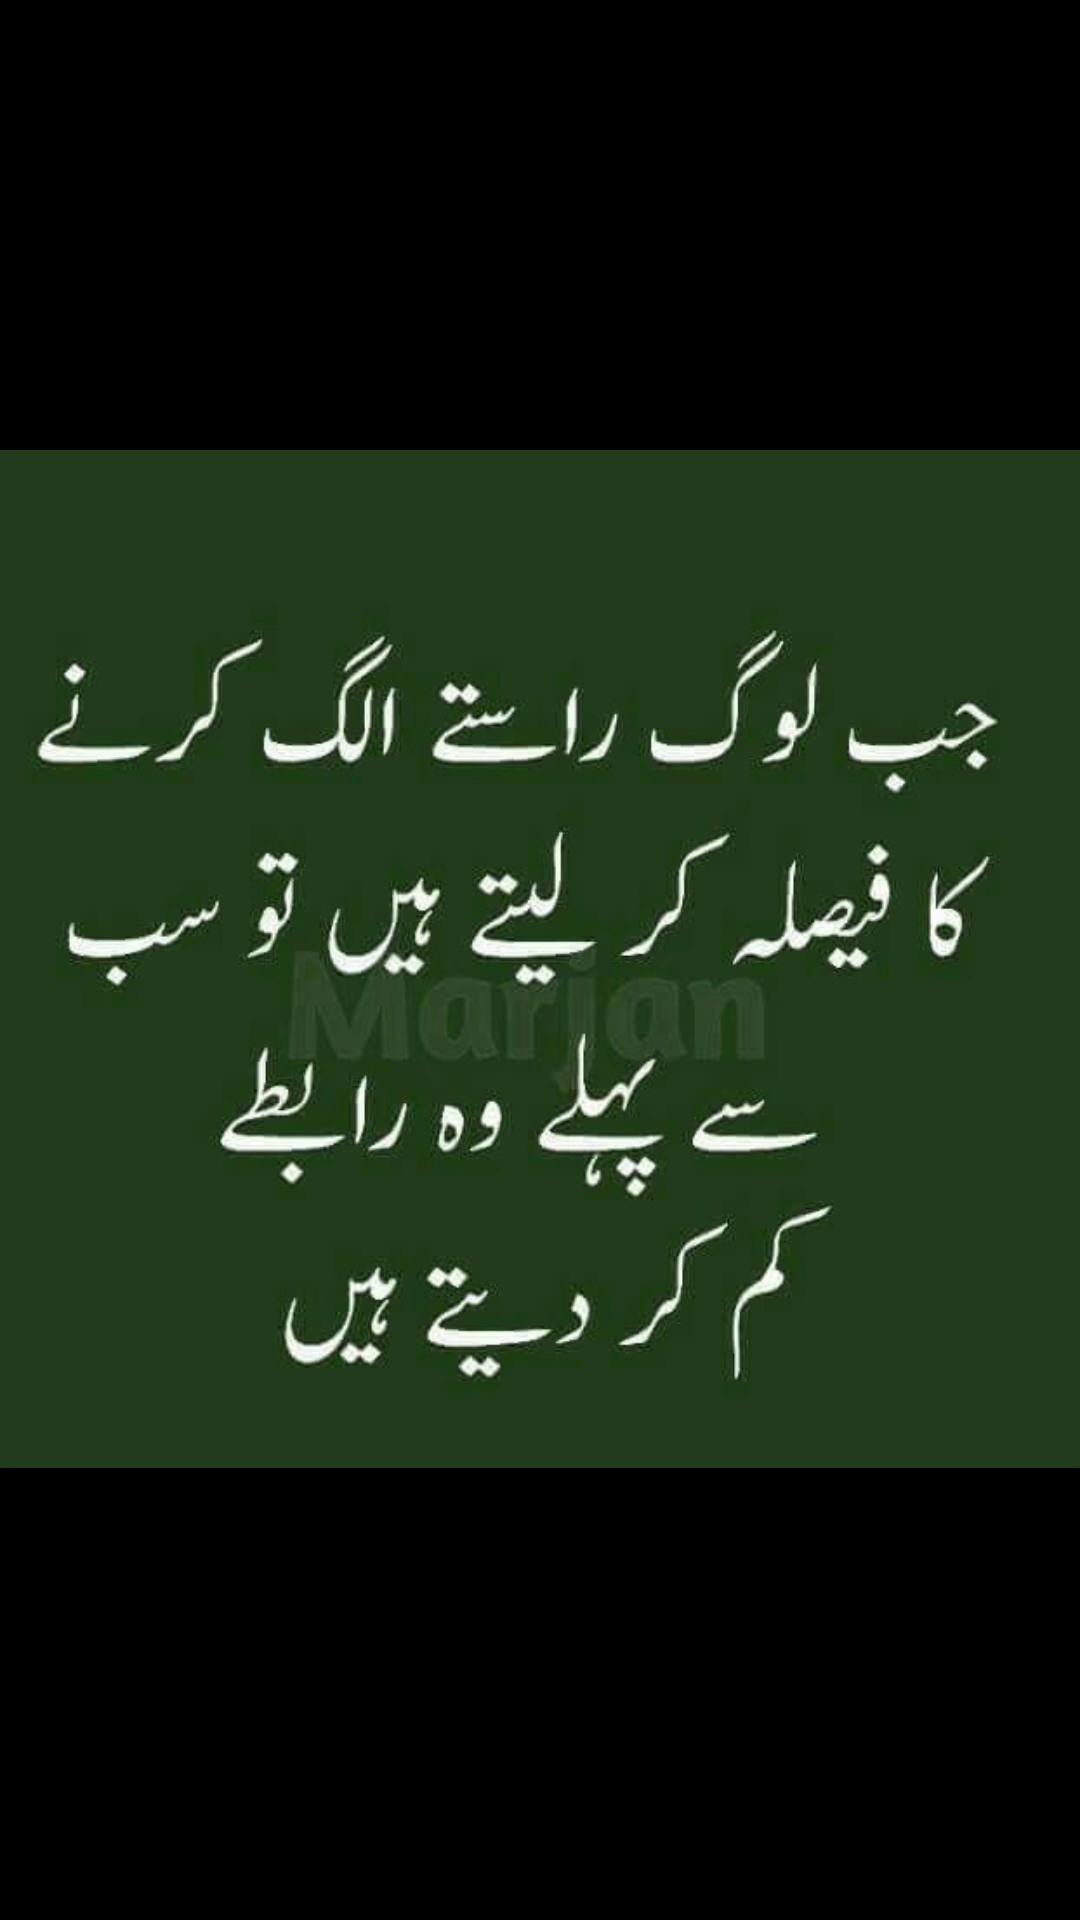 جب لوگ راستے الگ کرنے
کا فیصلہ کر لیتے ہیں تو سب
Marjan
سے پہلے وہ رابطے
کم کر دیتے ہیں